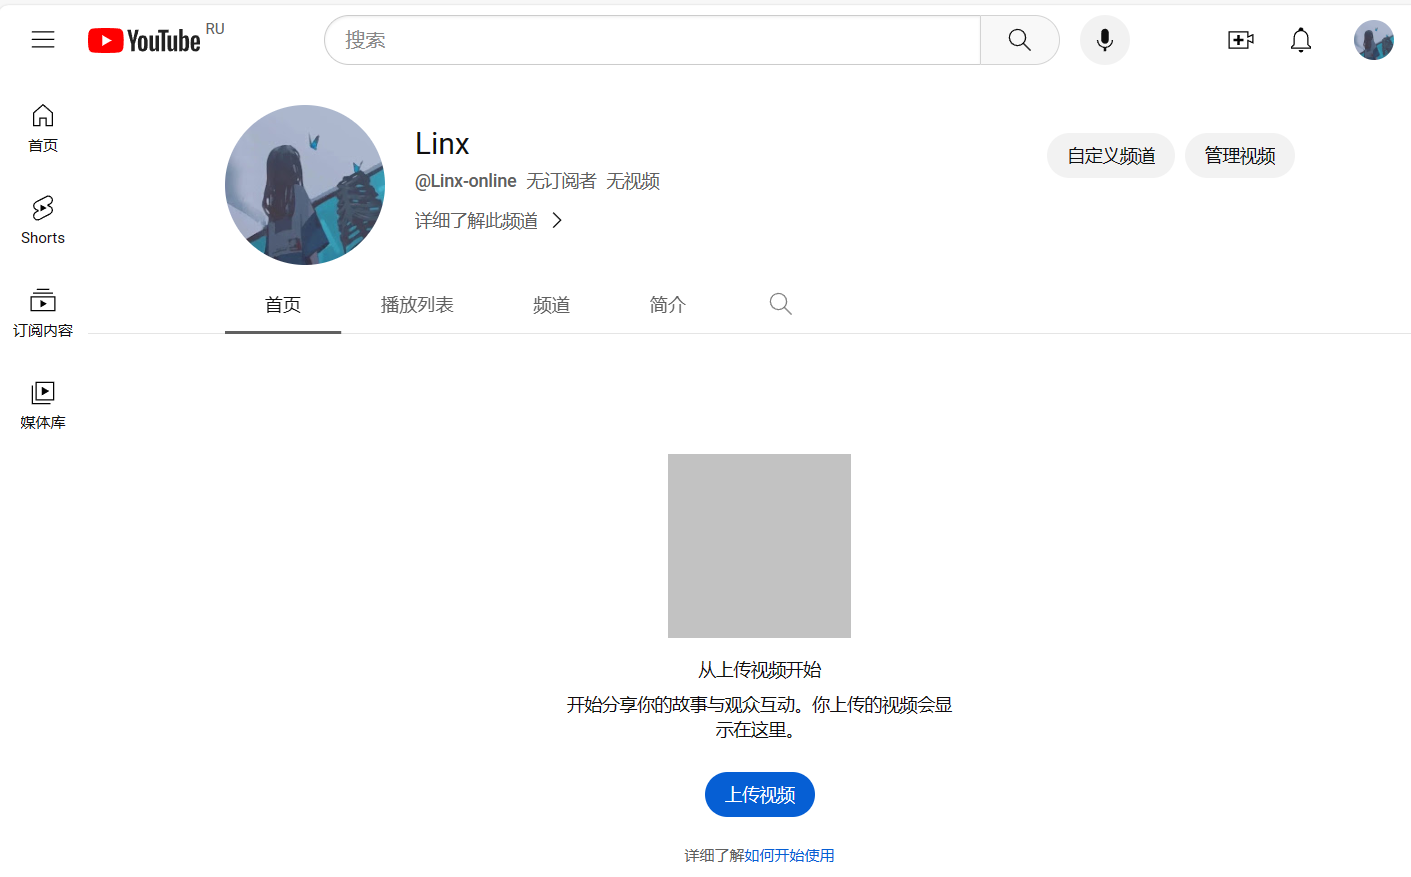 YouTube RU
搜索
首页
Shorts
订阅内容
媒体库
Linx
@Linx-online 无订阅者 无视频
详细了解此频道
自定义频道 管理视频
首页 播放列表 频道 简介
从上传视频开始
开始分享你的故事与观众互动。你上传的视频会显
示在这里。
上传视频
详细了解如何开始使用